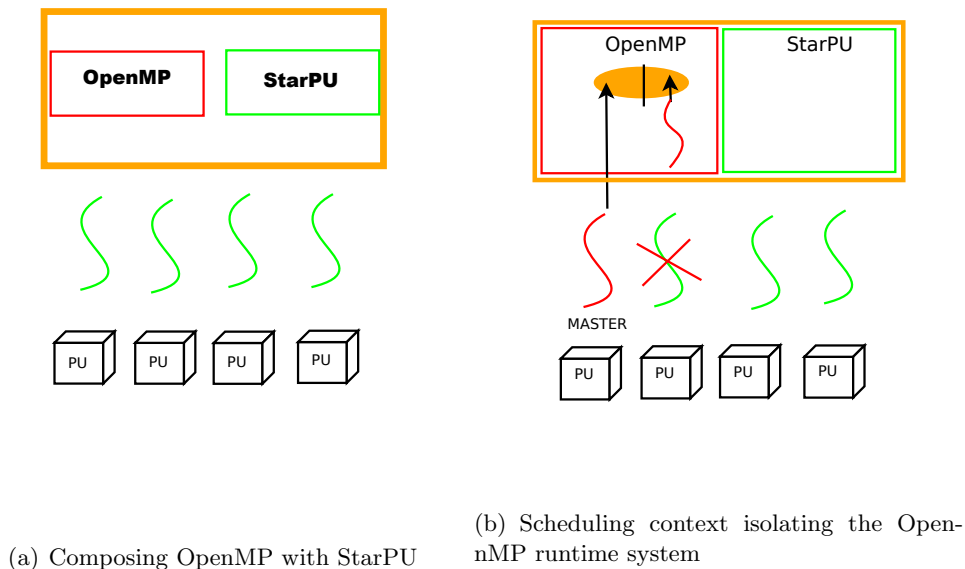 OpenMP
StarPU
PU
PU
PU
PU
(a) Composing OpenMP with StarPU
OpenMP
StarPU
MASTER
PU
PU
PU
PU
(b) Scheduling context isolating the Open-
nMP runtime system